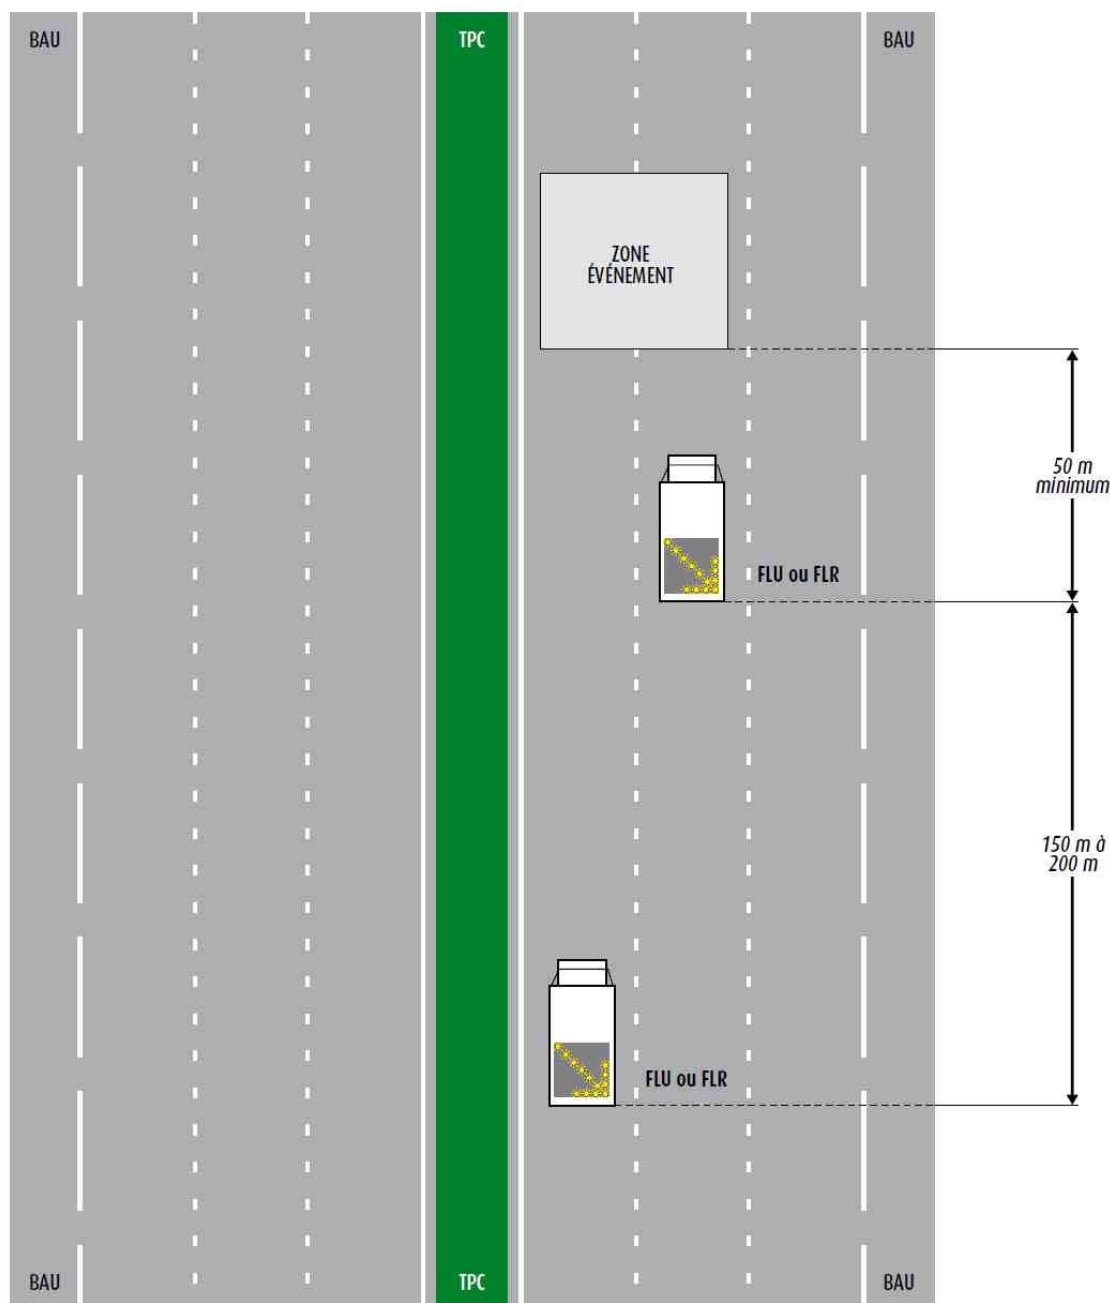 BAU
TPC
BAU
ZONE
ÉVÉNEMENT
50 m
minimum
FLU ou FLR
150 m à
200 m
FLU ou FLR
BAU
TPC
BAU